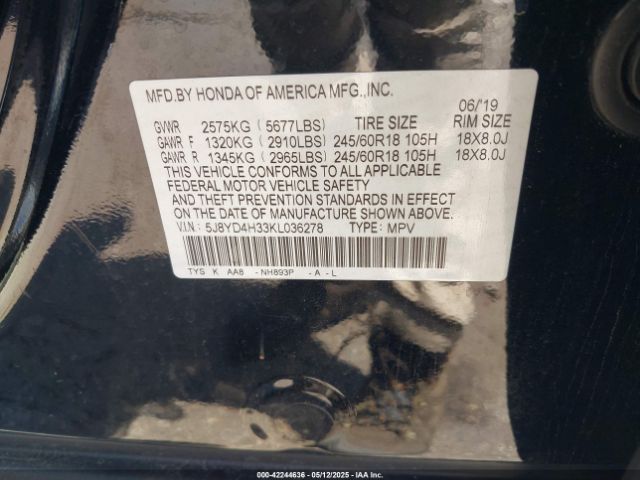 MFD.BY HONDA OF AMERICA MFG.,INC.
06/'19
GVWR 2575KG (5677LBS) TIRE SIZE RIM SIZE
GAWR F 1320KG (2910LBS) 245/60R18 105H 18X8.0J
GAWR R 1345KG (2965LBS) 245/60R18 105H 18X8.0J
THIS VEHICLE CONFORMS TO ALL APPLICABLE
FEDERAL MOTOR VEHICLE SAFETY
AND THEFT PREVENTION STANDARDS IN EFFECT
ON THE DATE OF MANUFACTURE SHOWN ABOVE.
V.I.N: 5J8YD4H33KL036278 TYPE: MPV
TYS K AA8 -NH893P -A-L
000-42244636 - 05/12/2025 - IAA Inc.